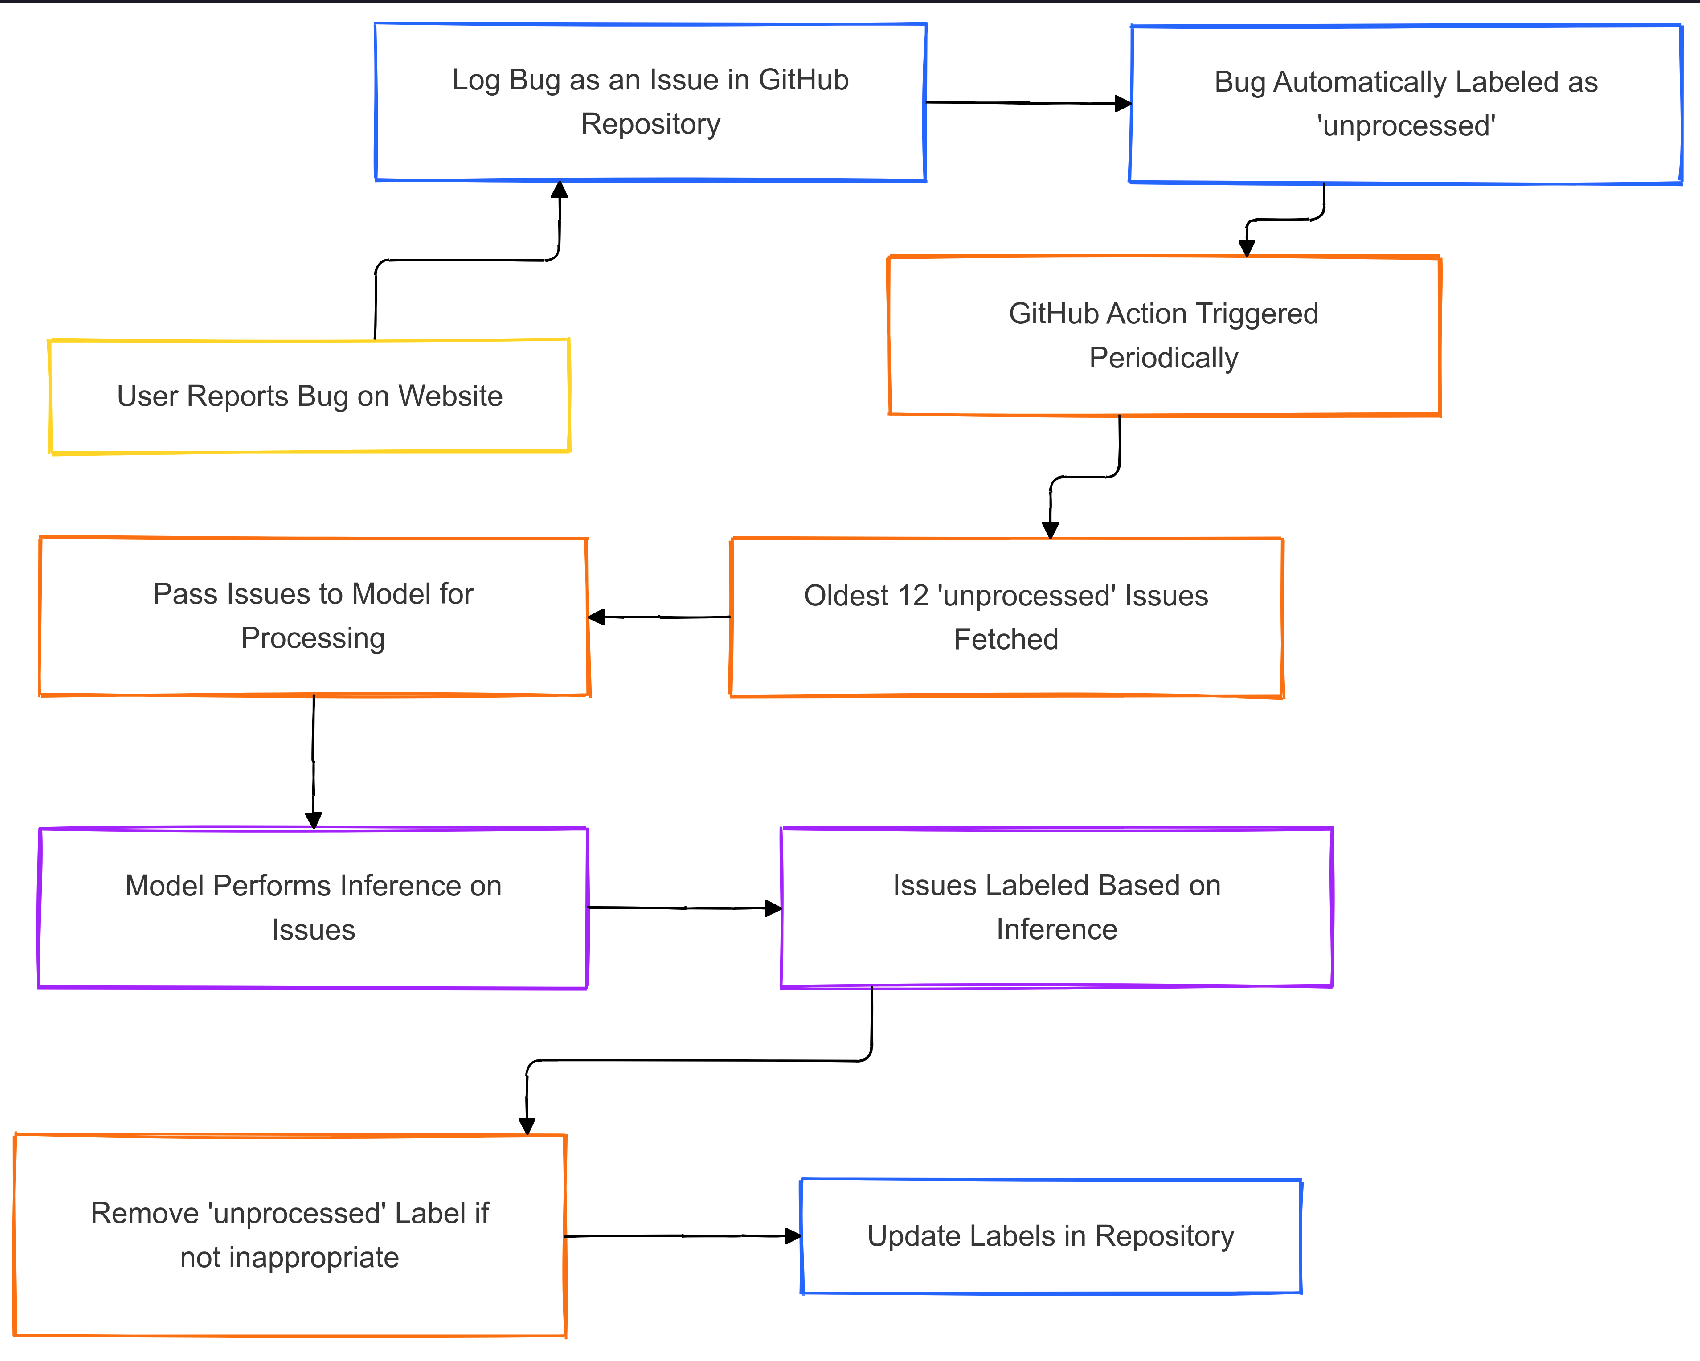 Log Bug as an Issue in GitHub
Repository
Bug Automatically Labeled as
'unprocessed'
GitHub Action Triggered
Periodically
User Reports Bug on Website
Pass Issues to Model for
Processing
Oldest 12 'unprocessed' Issues
Fetched
Model Performs Inference on
Issues
Issues Labeled Based on
Inference
Remove 'unprocessed' Label if
not inappropriate
Update Labels in Repository